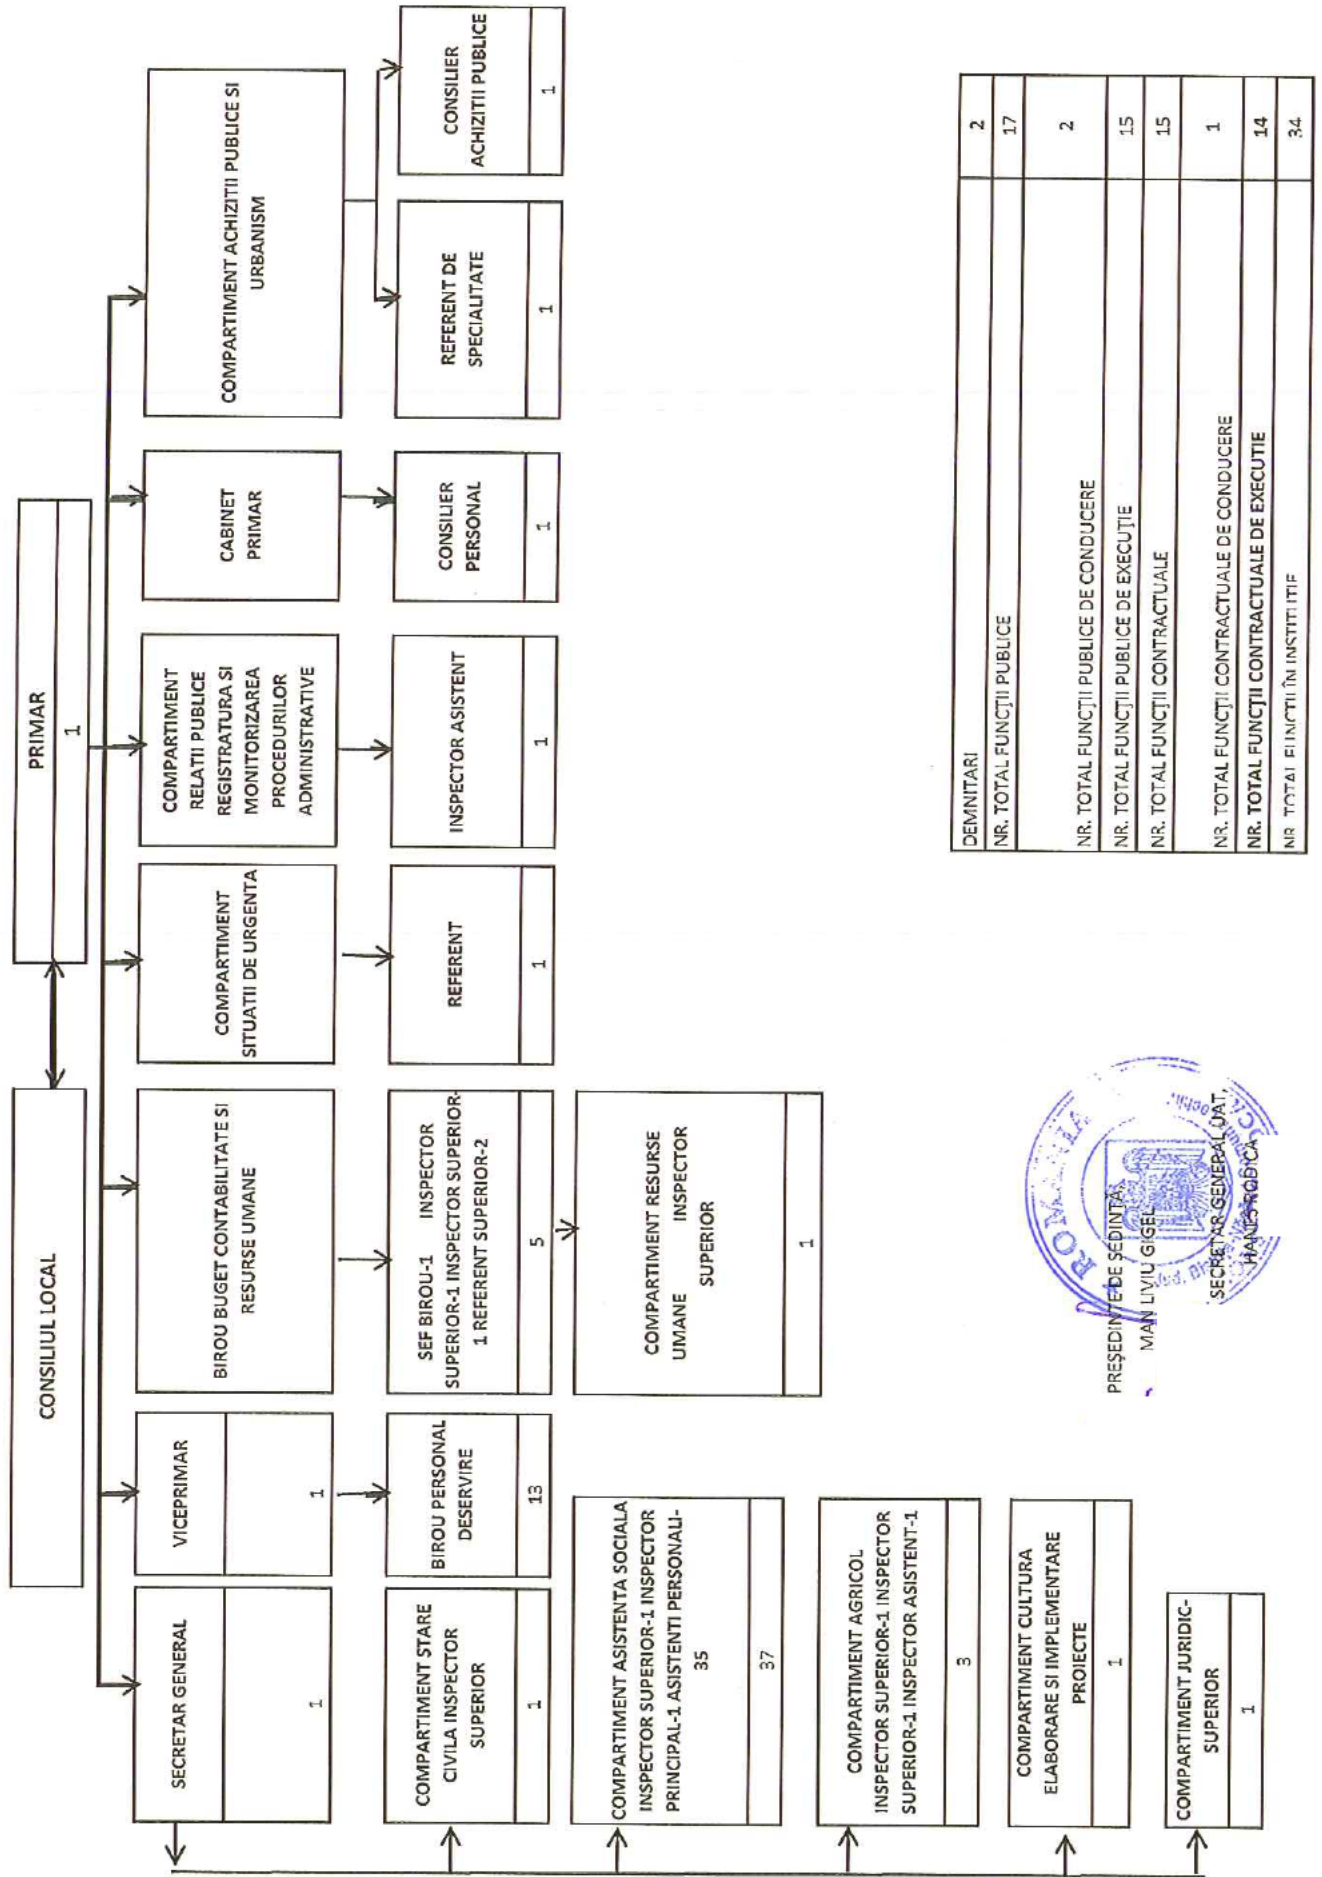 CONSILIUL LOCAL
PRIMAR
1
SECRETAR GENERAL
1
VICEPRIMAR
1
BIROU BUGET CONTABILITATE SI
RESURSE UMANE
COMPARTIMENT
SITUATII DE URGENTA
COMPARTIMENT
RELATII PUBLICE
REGISTRATURA SI
MONITORIZAREA
PROCEDURILOR
ADMINISTRATIVE
CABINET
PRIMAR
COMPARTIMENT ACHIZITII PUBLICE SI
URBANISM
COMPARTIMENT STARE
CIVILA INSPECTOR
SUPERIOR
1
BIROU PERSONAL
DESERVIRE
13
SEF BIROU-1 INSPECTOR
SUPERIOR-1 INSPECTOR SUPERIOR-
1 REFERENT SUPERIOR-2
5
REFERENT
1
INSPECTOR ASISTENT
1
CONSILIER
PERSONAL
1
REFERENT DE
SPECIALITATE
1
CONSILIER
ACHIZITII PUBLICE
1
COMPARTIMENT ASISTENTA SOCIALA
INSPECTOR SUPERIOR-1 INSPECTOR
PRINCIPAL-1 ASISTENTI PERSONALI-
35
37
COMPARTIMENT RESURSE
UMANE INSPECTOR
SUPERIOR
1
COMPARTIMENT AGRICOL
INSPECTOR SUPERIOR-1 INSPECTOR
SUPERIOR-1 INSPECTOR ASISTENT-1
3
COMPARTIMENT CULTURA
ELABORARE SI IMPLEMENTARE
PROIECTE
1
COMPARTIMENT JURIDIC-
SUPERIOR
1
PREȘEDINTE DE ȘEDINȚĂ,
MAN LIVIU GIGEL
SECRETAR GENERAL UAT,
HANES RODICA
ROMANIA
DEMNITARI 2
NR. TOTAL FUNCȚII PUBLICE 17
NR. TOTAL FUNCȚII PUBLICE DE CONDUCERE 2
NR. TOTAL FUNCȚII PUBLICE DE EXECUȚIE 15
NR. TOTAL FUNCȚII CONTRACTUALE 15
NR. TOTAL FUNCȚII CONTRACTUALE DE CONDUCERE 1
NR. TOTAL FUNCȚII CONTRACTUALE DE EXECUTIE 14
NR. TOTAL FUNCȚII ÎN INSTITUTIE 34